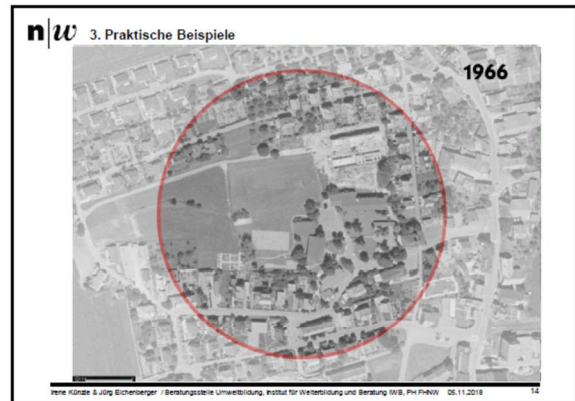 n|w 3. Praktische Beispiele
1966
Irene Künzle & Jürg Eichenberger / Beratungsstelle Umweltbildung, Institut für Weiterbildung und Beratung IWB, PH FHNW 05.11.2018 14